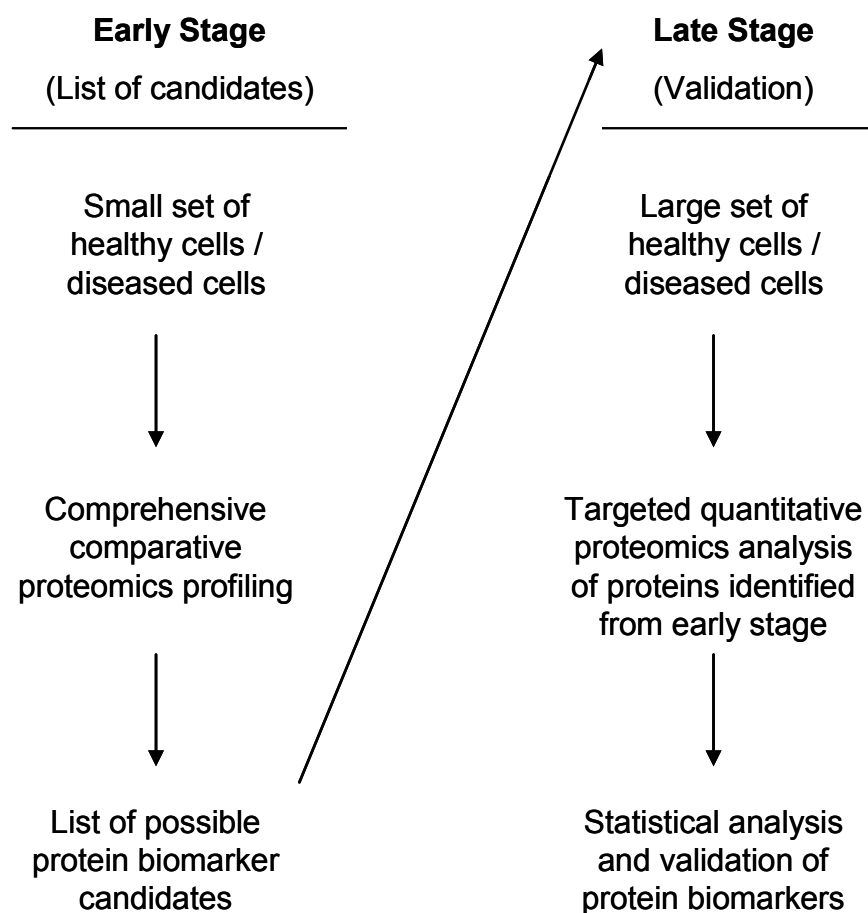 Early Stage
(List of candidates)
Small set of
healthy cells /
diseased cells
Comprehensive
comparative
proteomics profiling
List of possible
protein biomarker
candidates
Late Stage
(Validation)
Large set of
healthy cells /
diseased cells
Targeted quantitative
proteomics analysis
of proteins identified
from early stage
Statistical analysis
and validation of
protein biomarkers